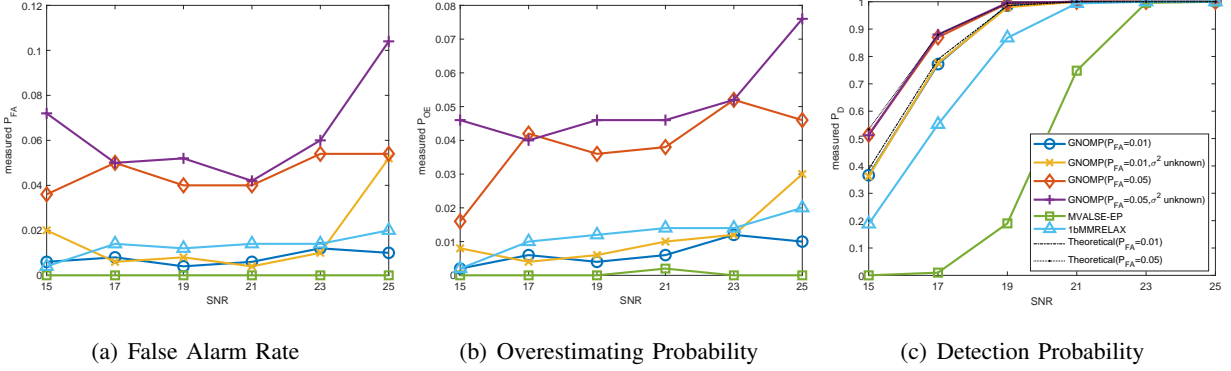 0.12
0.1
0.08
0.06
0.04
0.02
0
measured P_FA
15 17 19 21 23 25
SNR
(a) False Alarm Rate
0.08
0.07
0.06
0.05
0.04
0.03
0.02
0.01
0
measured P_OE
15 17 19 21 23 25
SNR
(b) Overestimating Probability
1
0.9
0.8
0.7
0.6
0.5
0.4
0.3
0.2
0.1
0
measured P_D
GNOMP(P_FA=0.01)
GNOMP(P_FA=0.01,σ² unknown)
GNOMP(P_FA=0.05)
GNOMP(P_FA=0.05,σ² unknown)
MVALSE-EP
1bMMRELAX
Theoretical(P_FA=0.01)
Theoretical(P_FA=0.05)
15 17 19 21 23 25
SNR
(c) Detection Probability